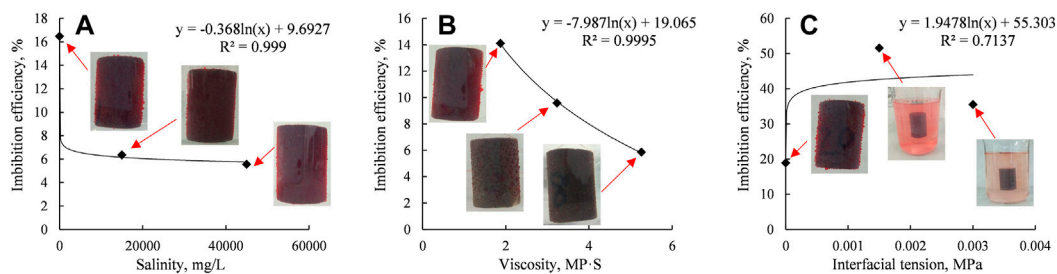 A
y = -0.368ln(x) + 9.6927
R² = 0.999
Imbibition efficiency, %
18
16
14
12
10
8
6
4
2
0
0
20000
40000
60000
Salinity, mg/L
B
y = -7.987ln(x) + 19.065
R² = 0.9995
Imbibition efficiency, %
16
14
12
10
8
6
4
2
0
0
2
4
6
Viscosity, MP·S
C
y = 1.9478ln(x) + 55.303
R² = 0.7137
Imbibition efficiency, %
60
50
40
30
20
10
0
0
0.001
0.002
0.003
0.004
Interfacial tension, MPa